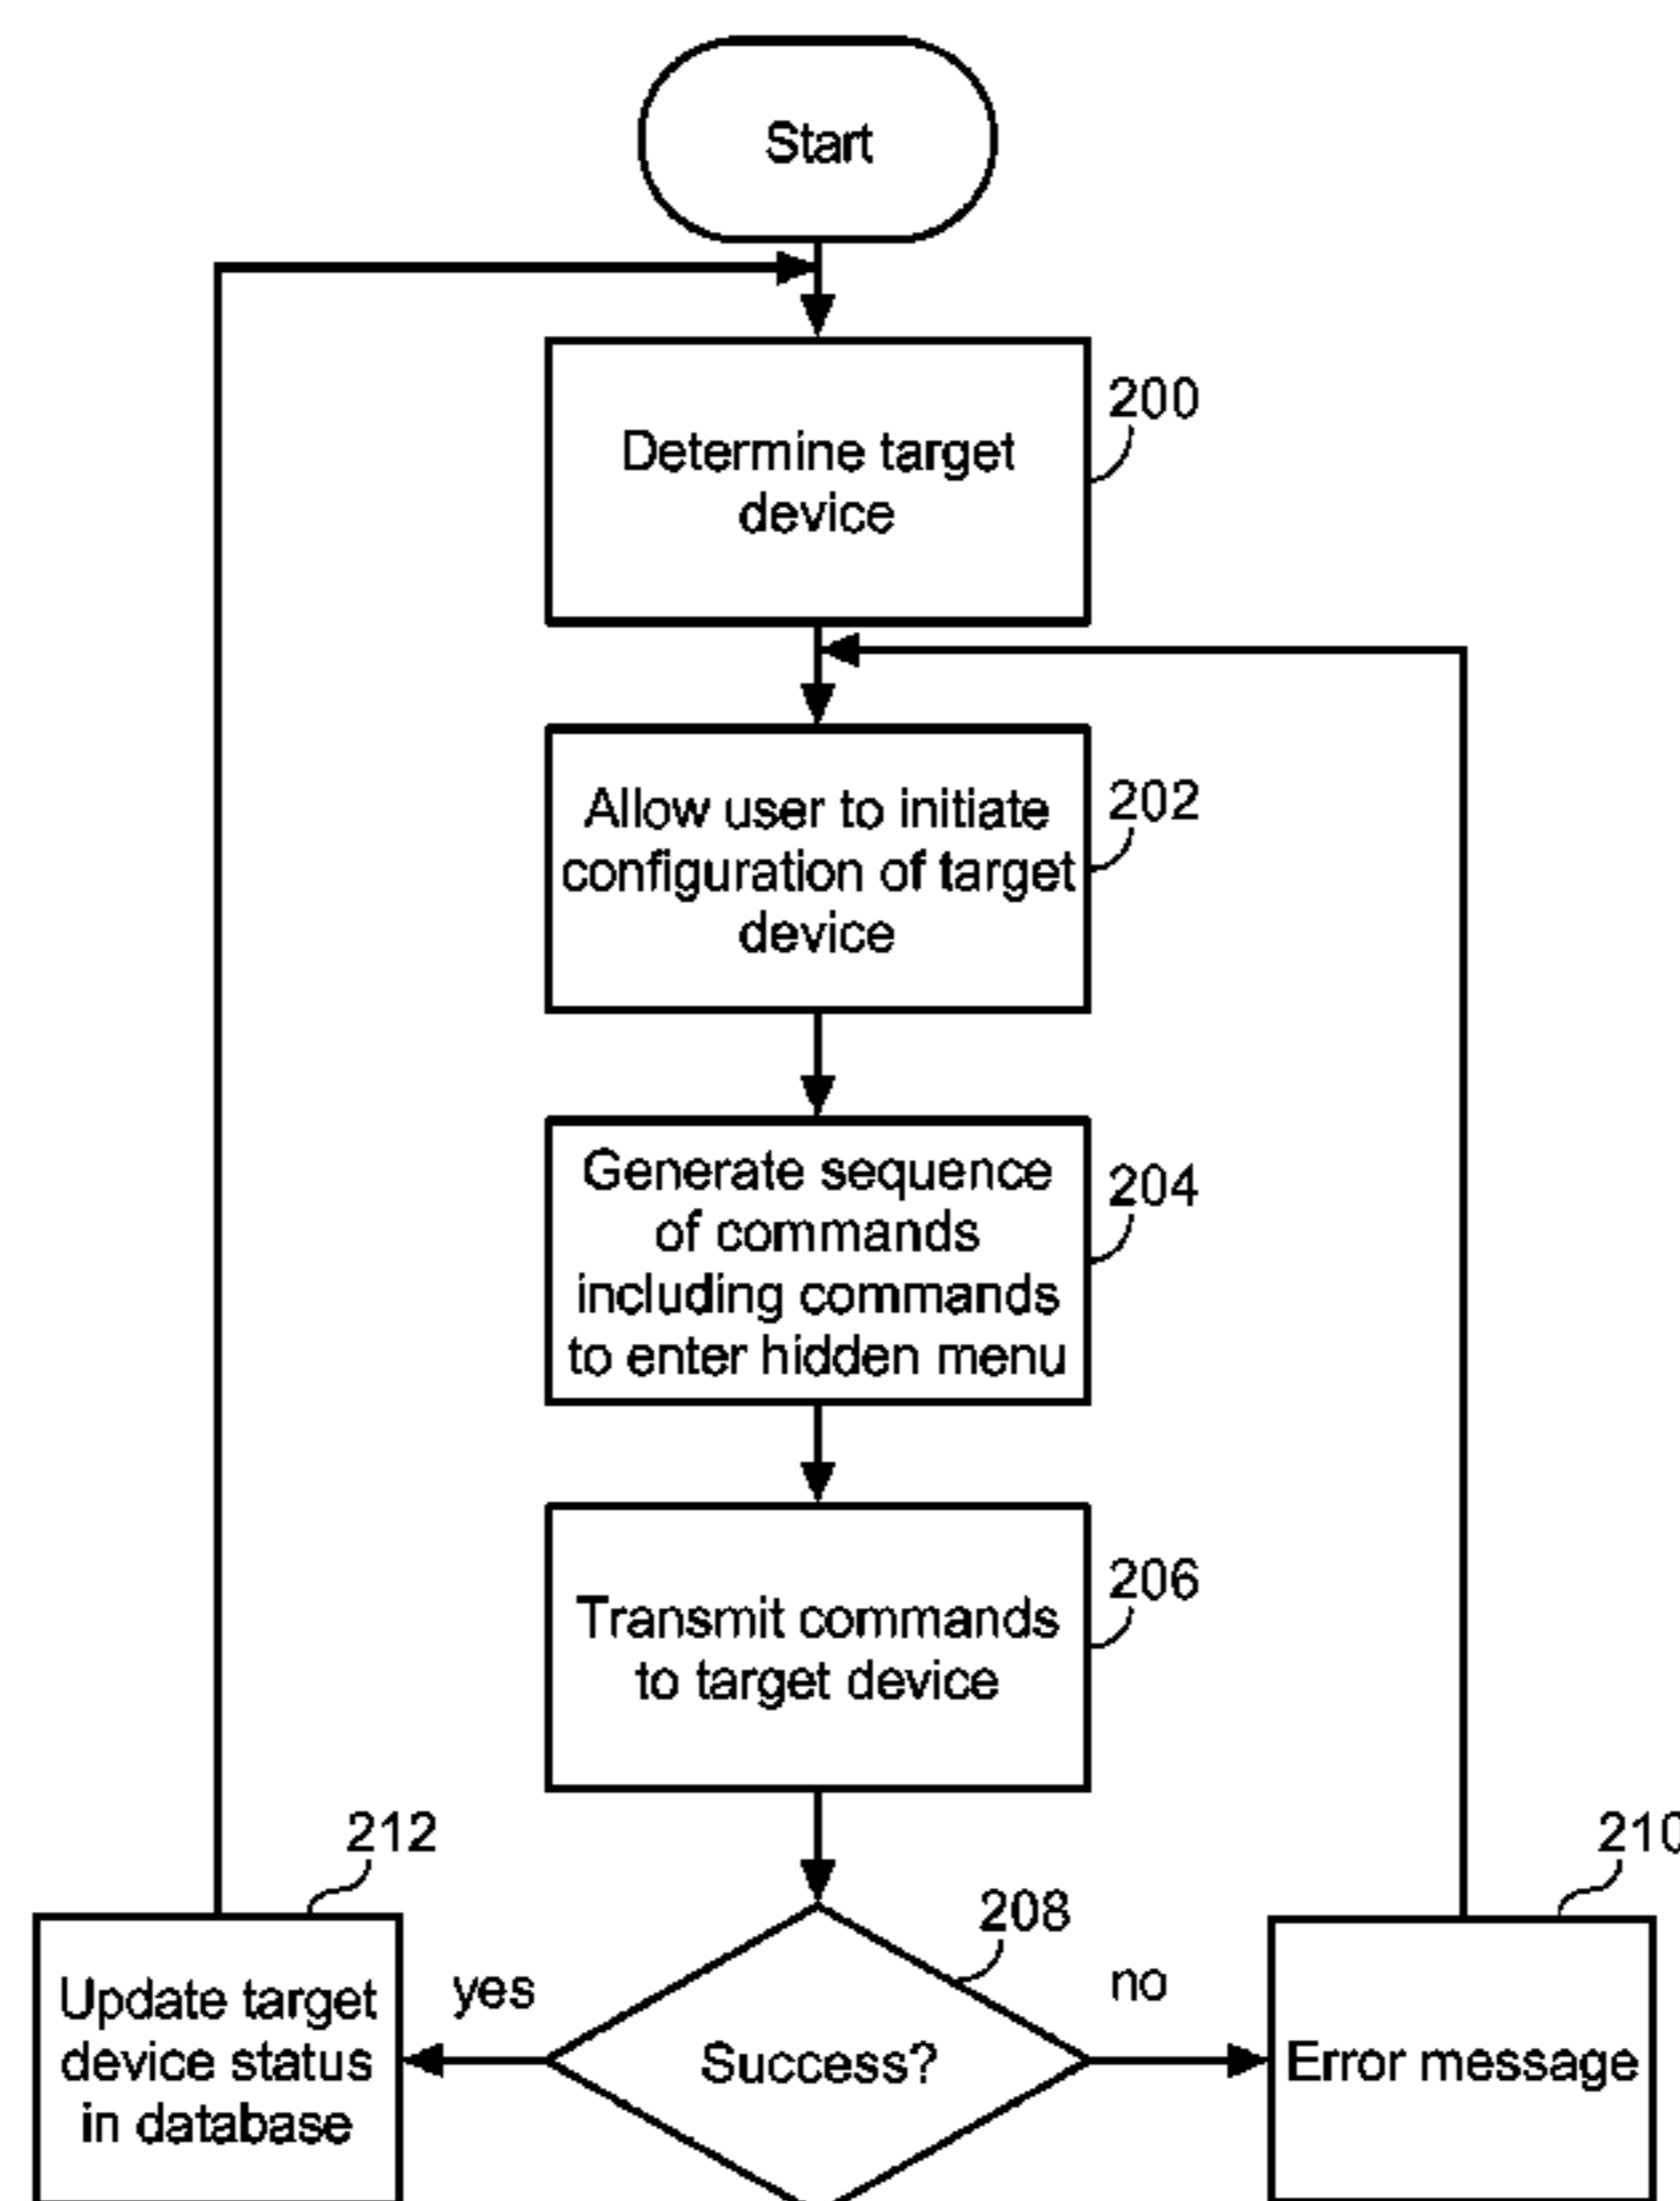 Start
200
Determine target
device
202
Allow user to initiate
configuration of target
device
204
Generate sequence
of commands
including commands
to enter hidden menu
206
Transmit commands
to target device
212
210
208
yes
no
Update target
device status
in database
Success?
Error message